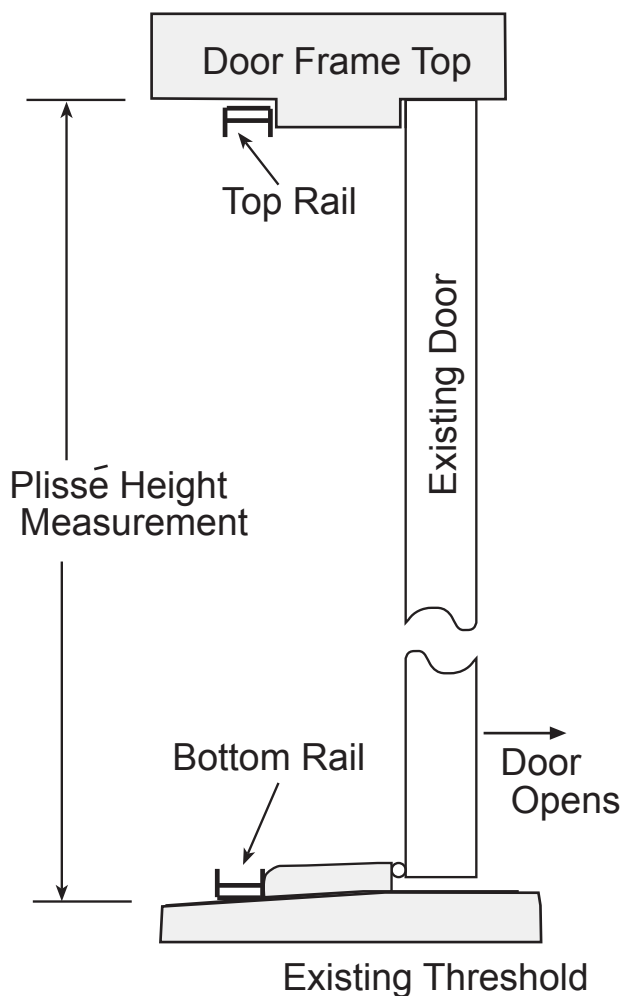 Door Frame Top
Top Rail
Existing Door
Plissé Height
Measurement
Bottom Rail
Door
Opens
Existing Threshold